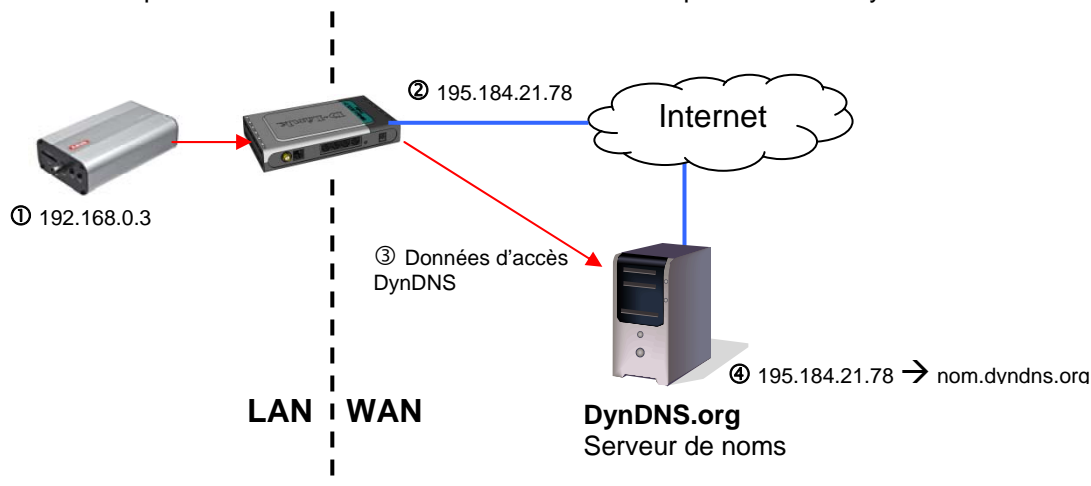 ② 195.184.21.78
Internet
D-Link
① 192.168.0.3
③ Données d'accès
DynDNS
④ 195.184.21.78 → nom.dyndns.org
LAN WAN
DynDNS.org
Serveur de noms